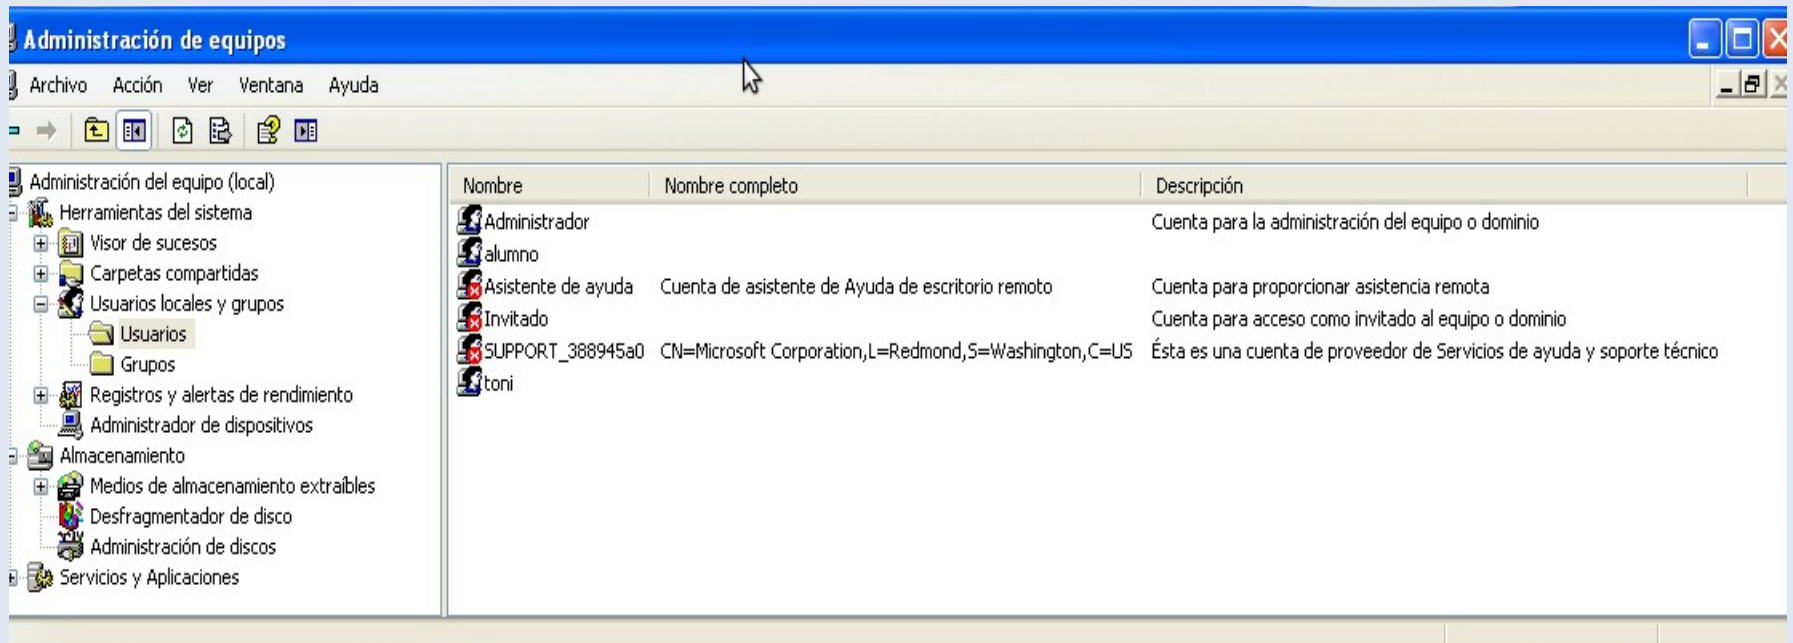 Administración de equipos
Archivo Acción Ver Ventana Ayuda
Administración del equipo (local)
Herramientas del sistema
Visor de sucesos
Carpetas compartidas
Usuarios locales y grupos
Usuarios
Grupos
Registros y alertas de rendimiento
Administrador de dispositivos
Almacenamiento
Medios de almacenamiento extraíbles
Desfragmentador de disco
Administración de discos
Servicios y Aplicaciones
Nombre Nombre completo Descripción
Administrador Cuenta para la administración del equipo o dominio
alumno
Asistente de ayuda Cuenta de asistente de Ayuda de escritorio remoto Cuenta para proporcionar asistencia remota
Invitado Cuenta para acceso como invitado al equipo o dominio
SUPPORT_388945a0 CN=Microsoft Corporation,L=Redmond,S=Washington,C=US Ésta es una cuenta de proveedor de Servicios de ayuda y soporte técnico
toni